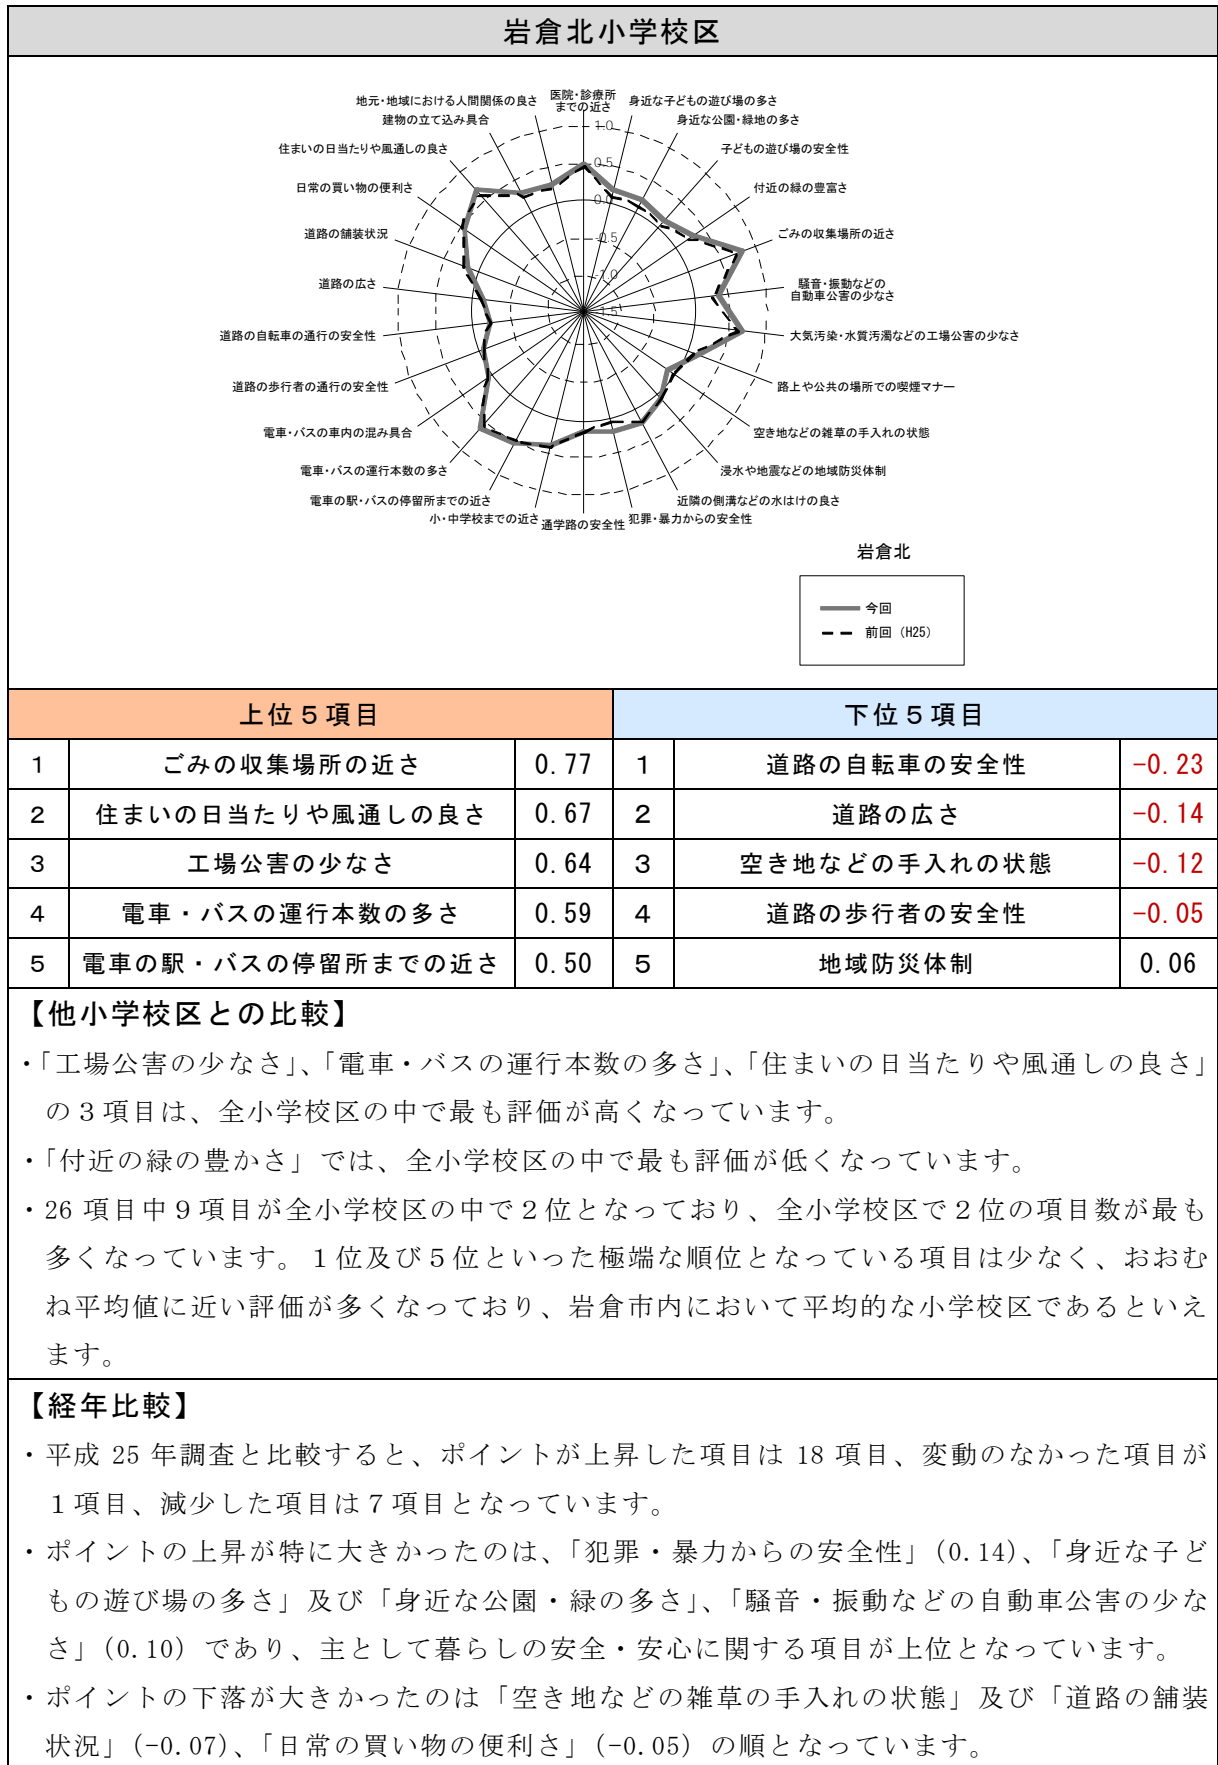 岩倉北小学校区
医院・診療所
までの近さ
身近な子どもの遊び場の多さ
身近な公園・緑地の多さ
子どもの遊び場の安全性
付近の緑の豊富さ
ごみの収集場所の近さ
騒音・振動などの
自動車公害の少なさ
大気汚染・水質汚濁などの工場公害の少なさ
路上や公共の場所での喫煙マナー
空き地などの雑草の手入れの状態
浸水や地震などの地域防災体制
近隣の側溝などの水はけの良さ
犯罪・暴力からの安全性
通学路の安全性
小・中学校までの近さ
電車の駅・バスの停留所までの近さ
電車・バスの運行本数の多さ
電車・バスの車内の混み具合
道路の歩行者の通行の安全性
道路の自転車の通行の安全性
道路の広さ
道路の舗装状況
日常の買い物の便利さ
住まいの日当たりや風通しの良さ
建物の立て込み具合
地元・地域における人間関係の良さ
1.0
0.5
0.0
-0.5
-1.0
-1.5
岩倉北
今回
前回（H25）
上位５項目 下位５項目
1 ごみの収集場所の近さ 0.77 1 道路の自転車の安全性 -0.23
2 住まいの日当たりや風通しの良さ 0.67 2 道路の広さ -0.14
3 工場公害の少なさ 0.64 3 空き地などの手入れの状態 -0.12
4 電車・バスの運行本数の多さ 0.59 4 道路の歩行者の安全性 -0.05
5 電車の駅・バスの停留所までの近さ 0.50 5 地域防災体制 0.06
【他小学校区との比較】
・「工場公害の少なさ」、「電車・バスの運行本数の多さ」、「住まいの日当たりや風通しの良さ」
の３項目は、全小学校区の中で最も評価が高くなっています。
・「付近の緑の豊かさ」では、全小学校区の中で最も評価が低くなっています。
・26 項目中９項目が全小学校区の中で２位となっており、全小学校区で２位の項目数が最も
多くなっています。１位及び５位といった極端な順位となっている項目は少なく、おおむ
ね平均値に近い評価が多くなっており、岩倉市内において平均的な小学校区であるといえ
ます。
【経年比較】
・平成 25 年調査と比較すると、ポイントが上昇した項目は 18 項目、変動のなかった項目が
１項目、減少した項目は７項目となっています。
・ポイントの上昇が特に大きかったのは、「犯罪・暴力からの安全性」(0.14)、「身近な子ど
もの遊び場の多さ」及び「身近な公園・緑の多さ」、「騒音・振動などの自動車公害の少な
さ」(0.10) であり、主として暮らしの安全・安心に関する項目が上位となっています。
・ポイントの下落が大きかったのは「空き地などの雑草の手入れの状態」及び「道路の舗装
状況」(-0.07)、「日常の買い物の便利さ」(-0.05) の順となっています。